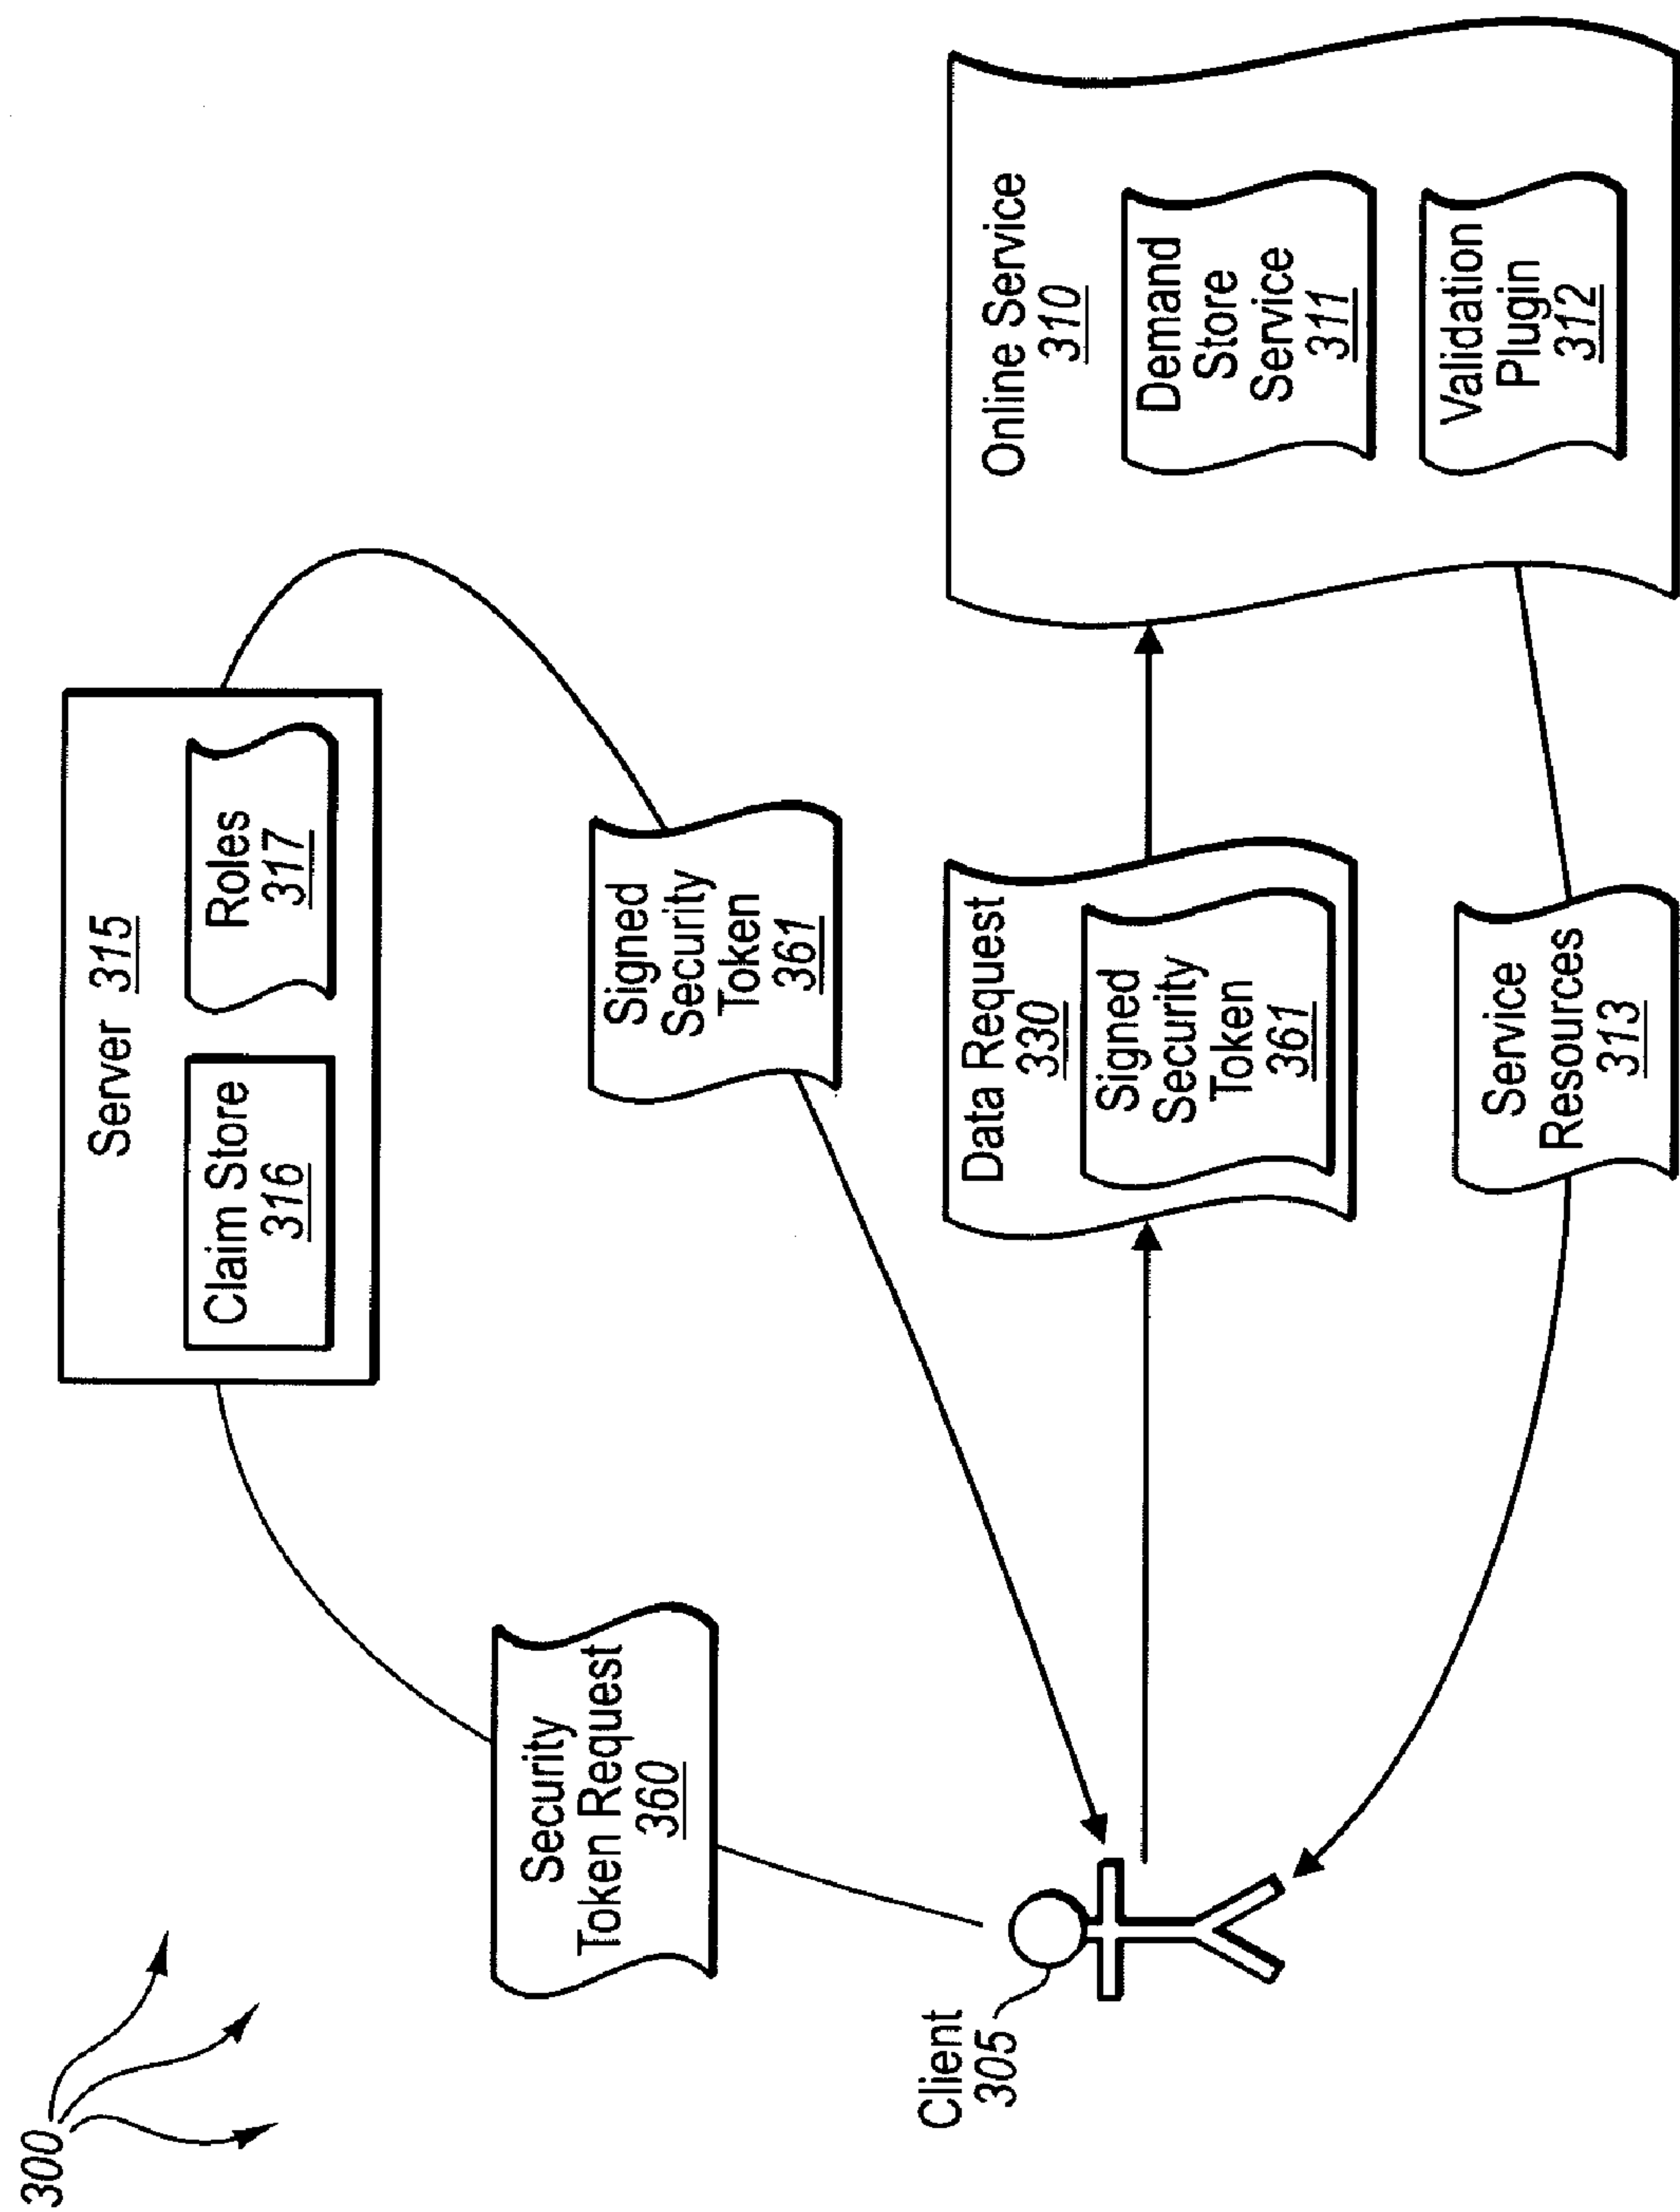 300
Server 315
Claim Store
316
Roles
317
Security
Token Request
360
Signed
Security
Token
361
Client
305
Data Request
330
Signed
Security
Token
361
Online Service
310
Demand
Store
Service
311
Validation
Plugin
312
Service
Resources
313